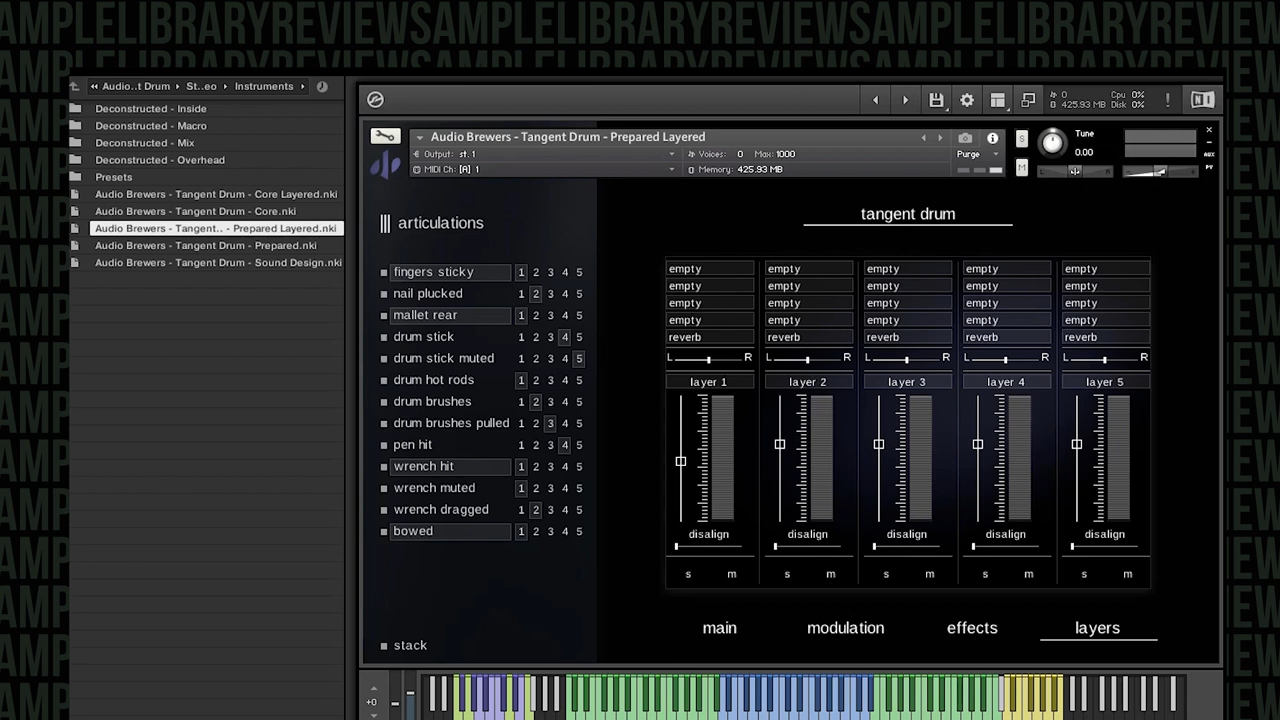 AMPLELIBRARYREVIEWSAMPLELIBRARYREVIEWSAMPLELIBRARYREVIEW
Audio..t Drum St..eo Instruments
Deconstructed - Inside
Deconstructed - Macro
Deconstructed - Mix
Deconstructed - Overhead
Presets
Audio Brewers - Tangent Drum - Core Layered.nki
Audio Brewers - Tangent Drum - Core.nki
Audio Brewers - Tangent.. - Prepared Layered.nki
Audio Brewers - Tangent Drum - Prepared.nki
Audio Brewers - Tangent Drum - Sound Design.nki
0 Cpu 0%
425.93 MB Disk 0%
!
Audio Brewers - Tangent Drum - Prepared Layered
Output: st. 1 Voices: 0 Max: 1000 Purge
MIDI Ch: [A] 1 Memory: 425.93 MB
S Tune
0.00
M L R
AUX
PV
articulations
fingers sticky 1 2 3 4 5
nail plucked 1 2 3 4 5
mallet rear 1 2 3 4 5
drum stick 1 2 3 4 5
drum stick muted 1 2 3 4 5
drum hot rods 1 2 3 4 5
drum brushes 1 2 3 4 5
drum brushes pulled 1 2 3 4 5
pen hit 1 2 3 4 5
wrench hit 1 2 3 4 5
wrench muted 1 2 3 4 5
wrench dragged 1 2 3 4 5
bowed 1 2 3 4 5
stack
tangent drum
empty empty empty empty empty
empty empty empty empty empty
empty empty empty empty empty
empty empty empty empty empty
reverb reverb reverb reverb reverb
L R L R L R L R L R
layer 1 layer 2 layer 3 layer 4 layer 5
disalign disalign disalign disalign disalign
s m s m s m s m s m
main modulation effects layers
+0